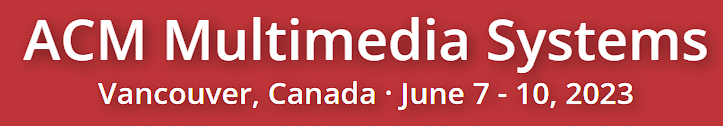 ACM Multimedia Systems
Vancouver, Canada · June 7 - 10, 2023